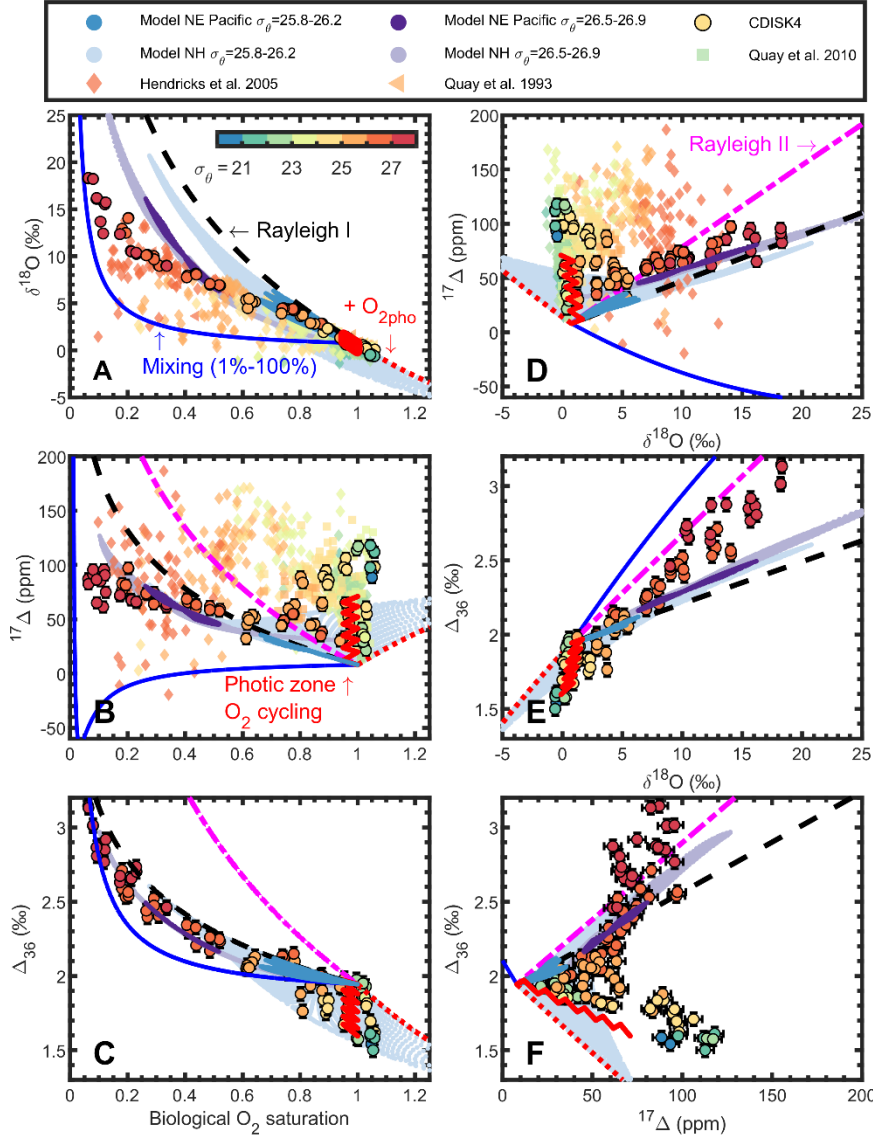 Model NE Pacific σθ=25.8-26.2
Model NE Pacific σθ=26.5-26.9
CDISK4
Model NH σθ=25.8-26.2
Model NH σθ=26.5-26.9
Quay et al. 2010
Hendricks et al. 2005
Quay et al. 1993
25
20
15
10
5
0
-5
δ18O (‰)
σθ = 21 23 25 27
← Rayleigh I
+ O2pho
↓
↑
Mixing (1%-100%)
A
0 0.2 0.4 0.6 0.8 1 1.2
200
150
100
50
0
-50
17Δ (ppm)
Rayleigh II →
D
-5 0 5 10 15 20 25
δ18O (‰)
200
150
100
50
0
-50
17Δ (ppm)
Photic zone ↑
O2 cycling
B
0 0.2 0.4 0.6 0.8 1 1.2
3
2.5
2
1.5
Δ36 (‰)
E
-5 0 5 10 15 20 25
δ18O (‰)
3
2.5
2
1.5
Δ36 (‰)
C
0 0.2 0.4 0.6 0.8 1 1.2
Biological O2 saturation
3
2.5
2
1.5
Δ36 (‰)
F
0 50 100 150 200
17Δ (ppm)